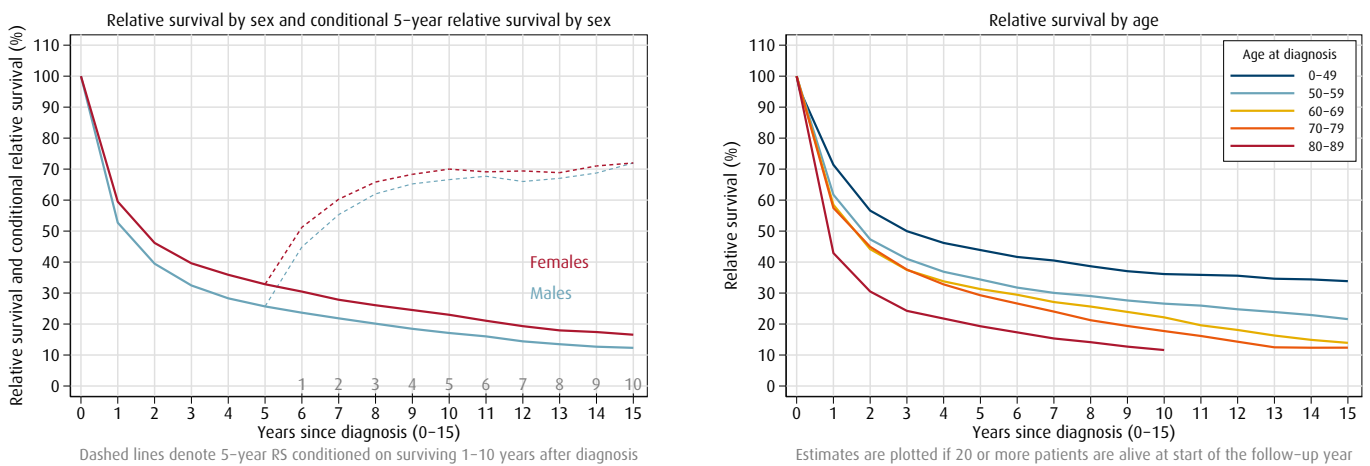 Relative survival by sex and conditional 5-year relative survival by sex
Relative survival and conditional relative survival (%)
110
100
90
80
70
60
50
40
30
20
10
0
Females
Males
1 2 3 4 5 6 7 8 9 10
0 1 2 3 4 5 6 7 8 9 10 11 12 13 14 15
Years since diagnosis (0-15)
Dashed lines denote 5-year RS conditioned on surviving 1-10 years after diagnosis
Relative survival by age
Relative survival (%)
110
100
90
80
70
60
50
40
30
20
10
0
Age at diagnosis
0-49
50-59
60-69
70-79
80-89
0 1 2 3 4 5 6 7 8 9 10 11 12 13 14 15
Years since diagnosis (0-15)
Estimates are plotted if 20 or more patients are alive at start of the follow-up year